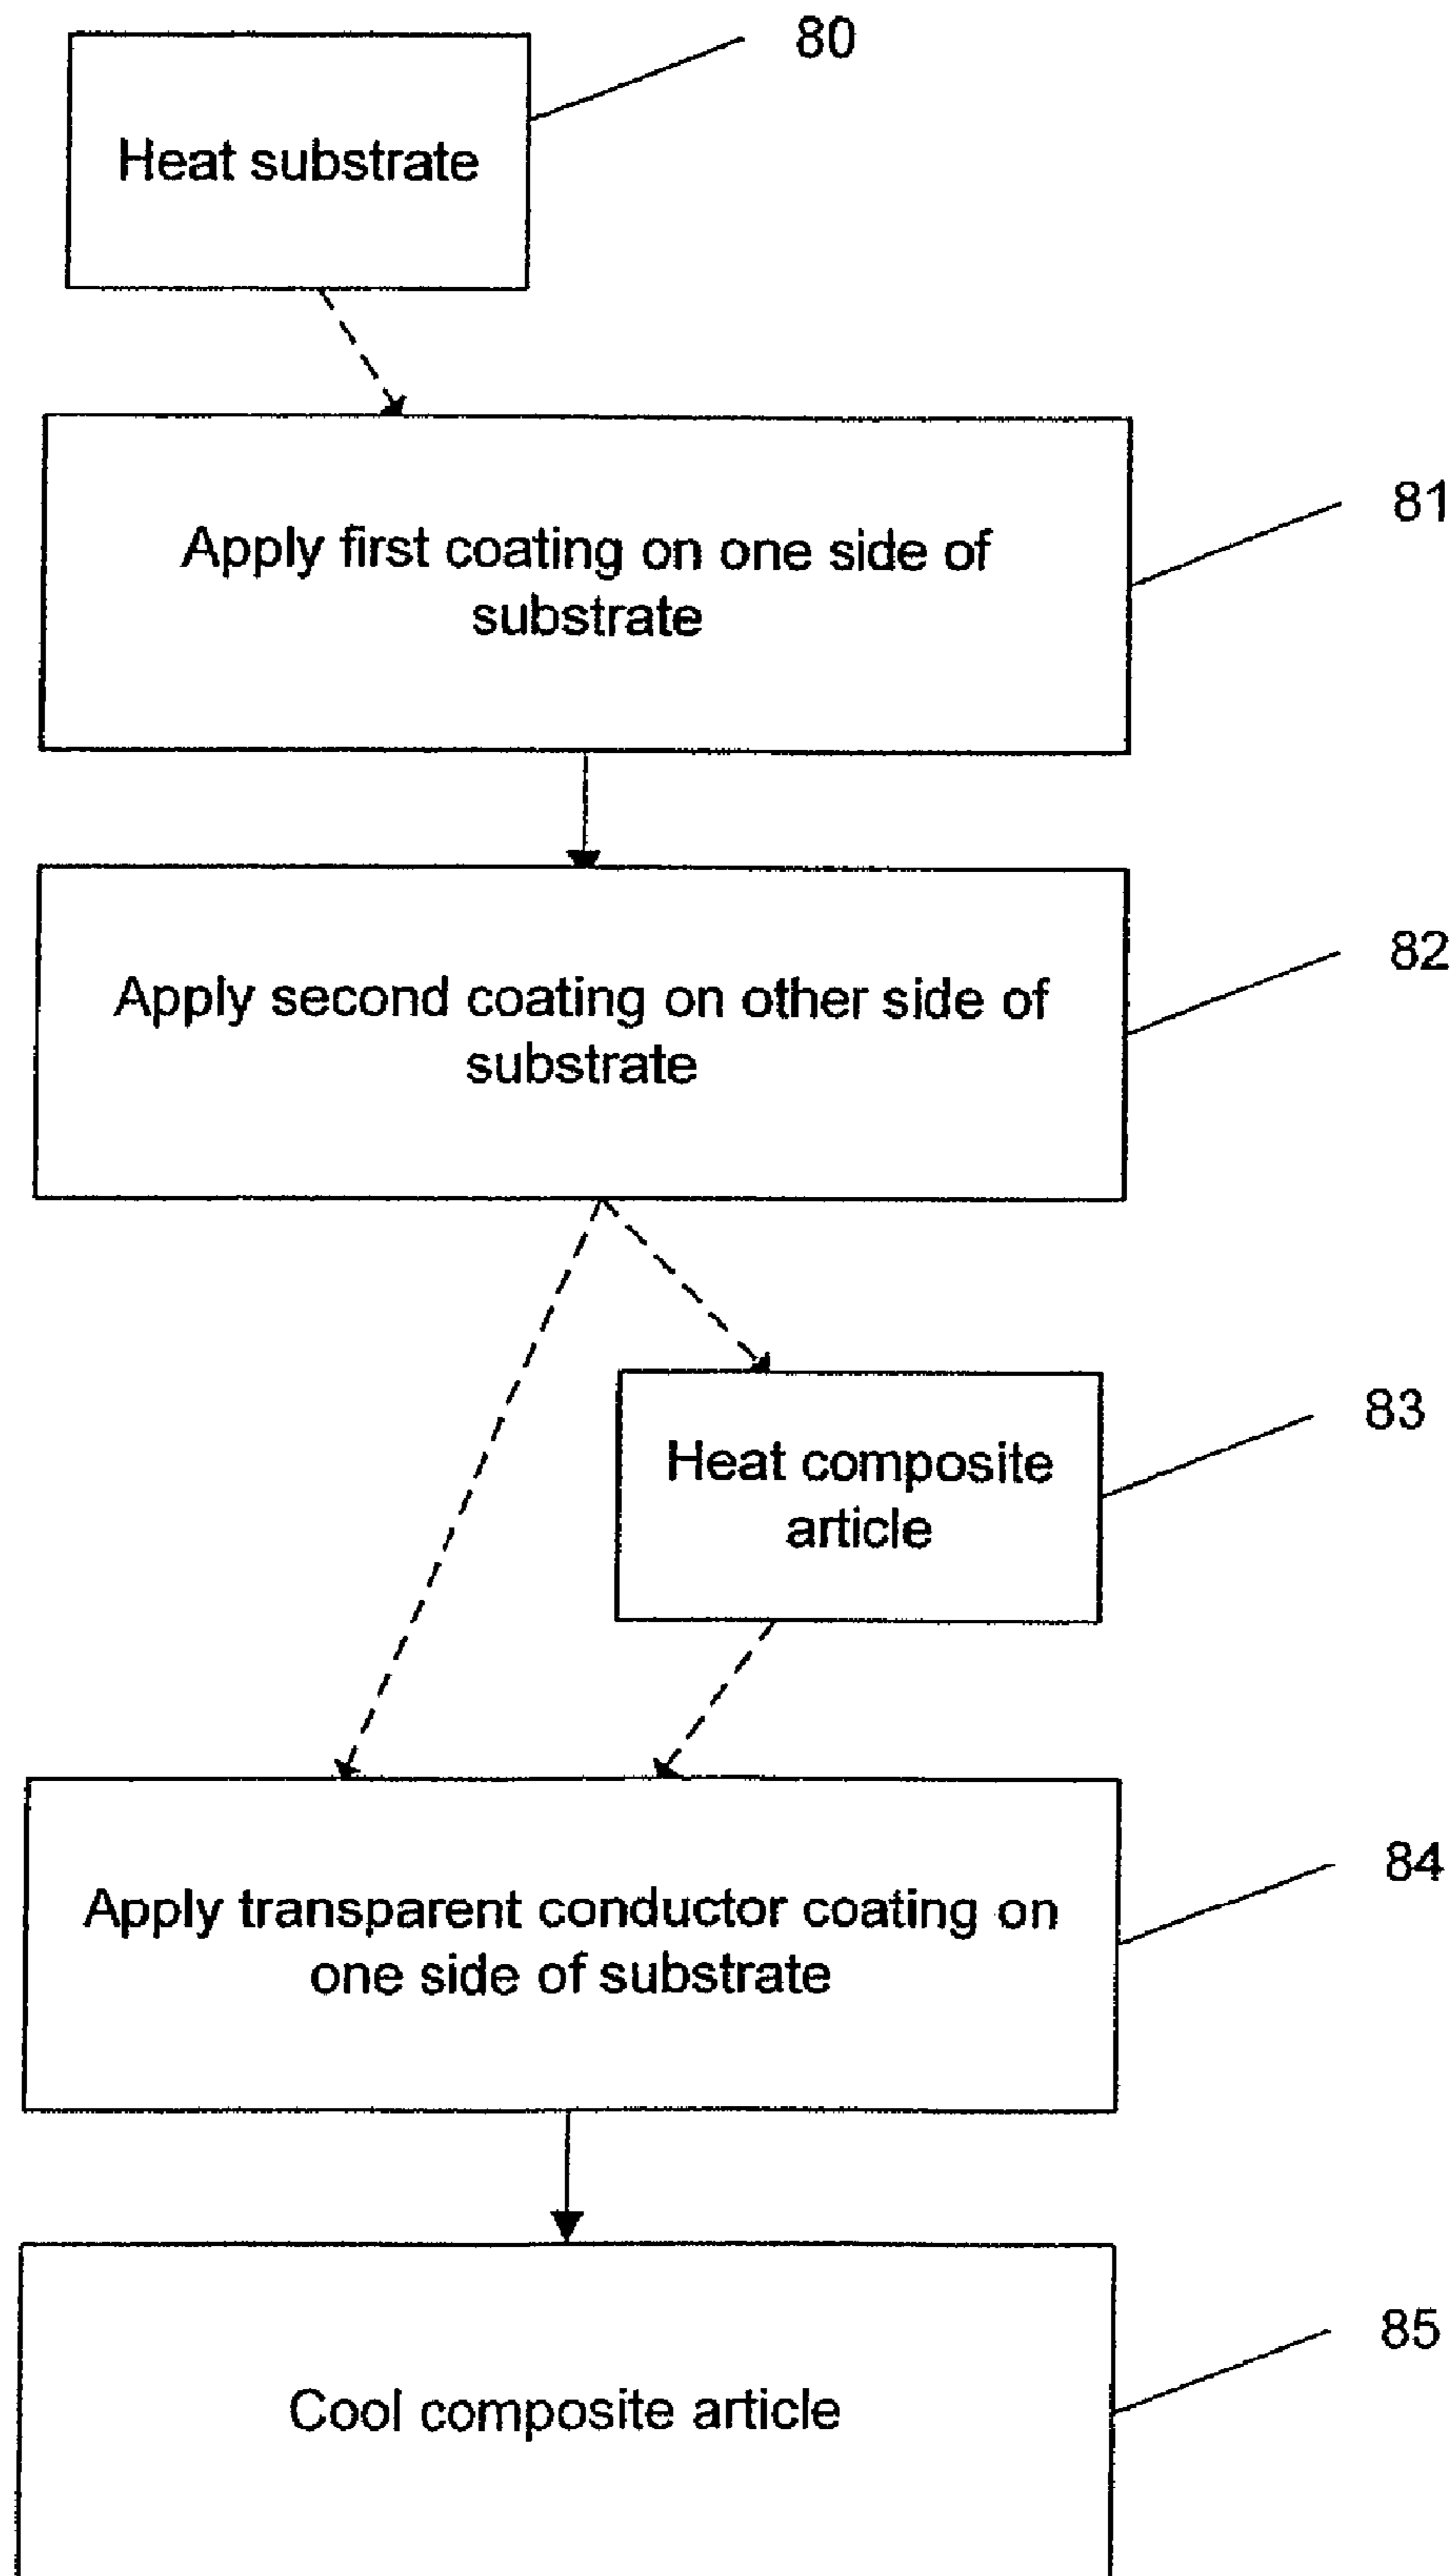 80
Heat substrate
81
Apply first coating on one side of
substrate
82
Apply second coating on other side of
substrate
83
Heat composite
article
84
Apply transparent conductor coating on
one side of substrate
85
Cool composite article